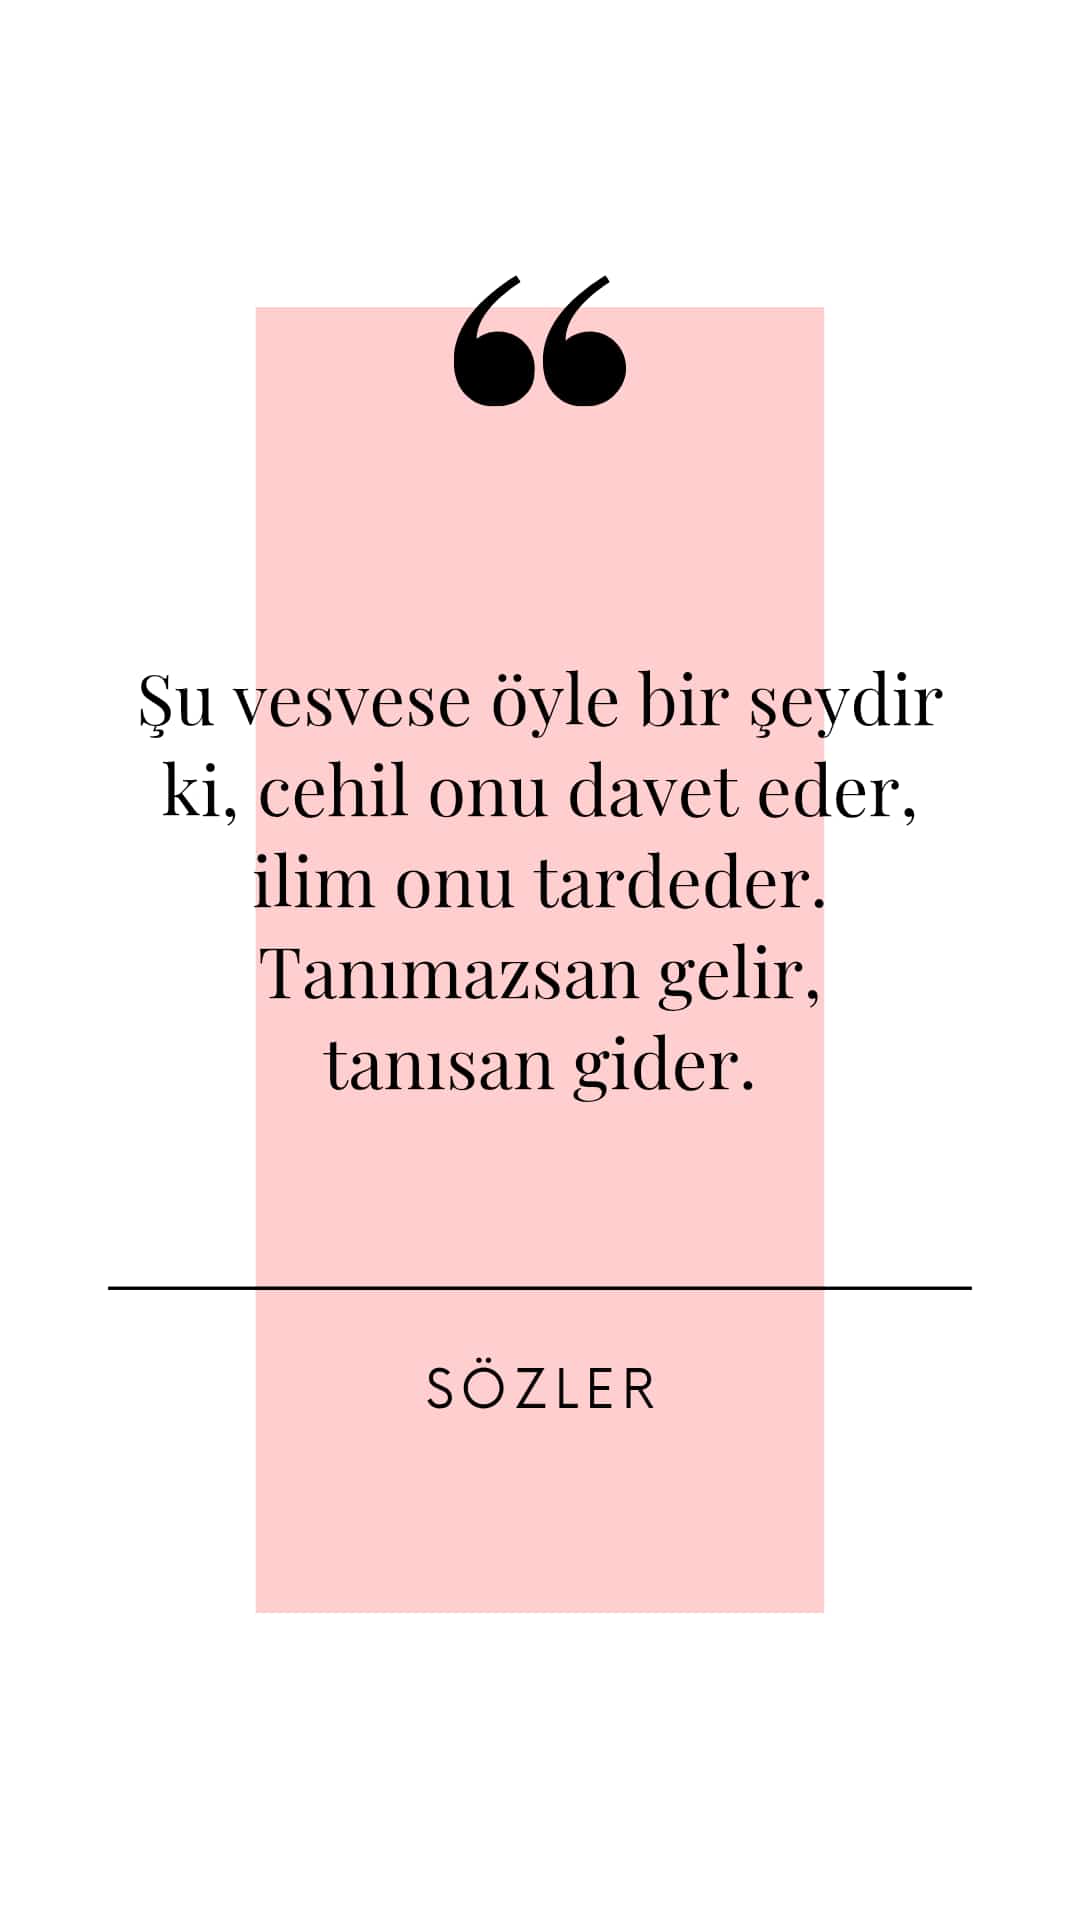 “
Şu vesvese öyle bir şeydir
ki, cehil onu davet eder,
ilim onu tardeder.
Tanımazsan gelir,
tanısan gider.
SÖZLER